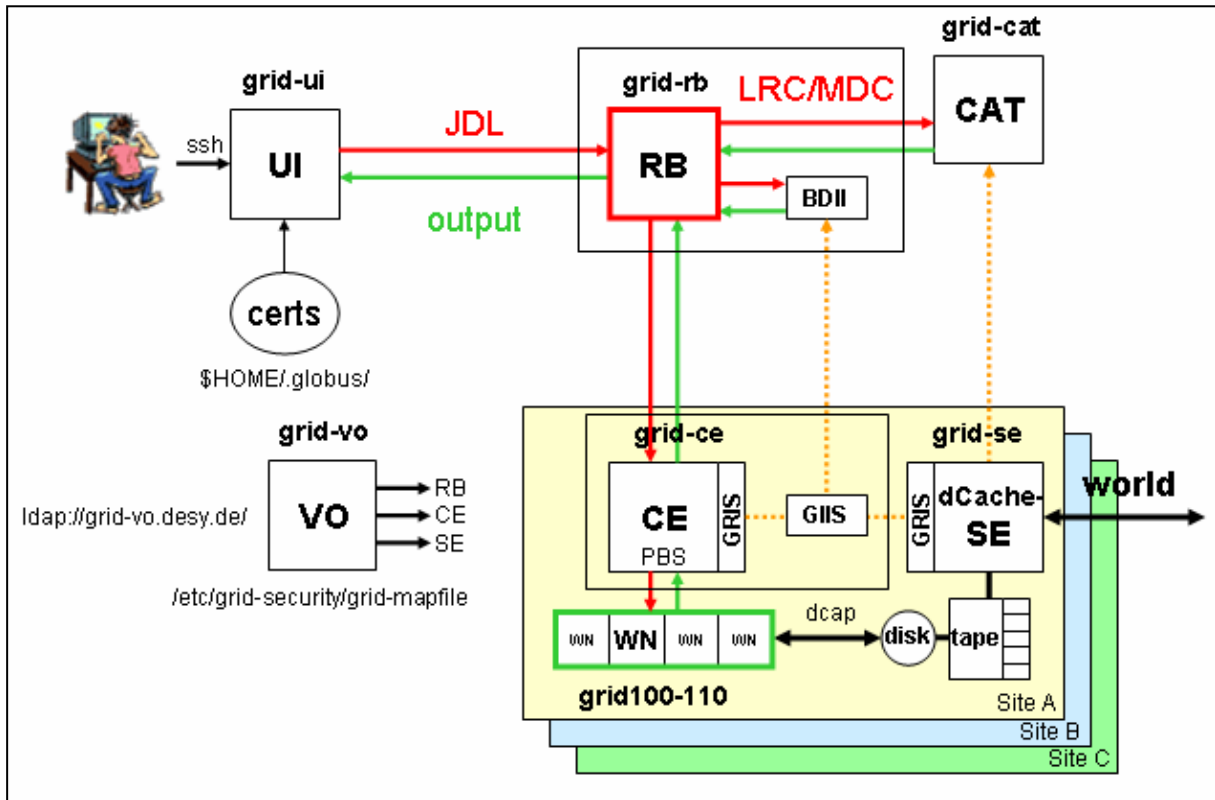 grid-cat
grid-ui
grid-rb
LRC/MDC
CAT
JDL
ssh
UI
RB
BDII
output
certs
$HOME/.globus/
grid-vo
grid-ce
grid-se
RB
ldap://grid-vo.desy.de/
VO
CE
SE
CE
PBS
GRIS
GIIS
GRIS
dCache-
SE
world
/etc/grid-security/grid-mapfile
dcap
WN
WN
WN
WN
disk
tape
grid100-110
Site A
Site B
Site C